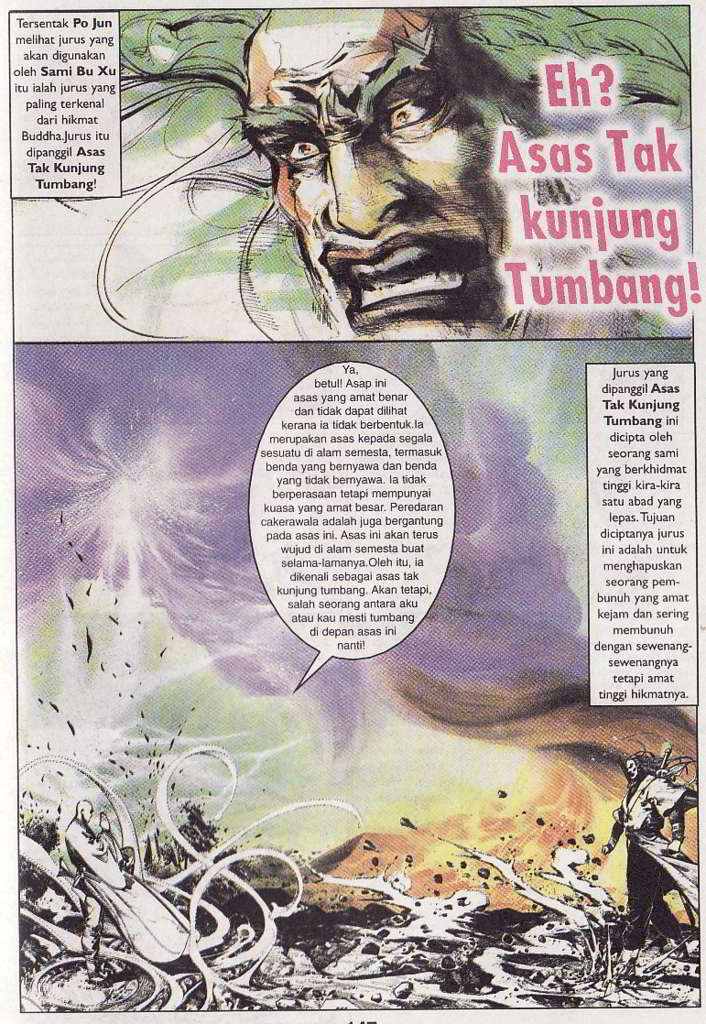 Tersentak Po Jun
melihat jurus yang
akan digunakan
oleh Sami Bu Xu
itu ialah jurus yang
paling terkenal
dari hikmat
Buddha.Jurus itu
dipanggil Asas
Tak Kunjung
Tumbang!
Eh?
Asas Tak
kunjung
Tumbang!
Ya,
betul! Asap ini
asas yang amat benar
dan tidak dapat dilihat
kerana ia tidak berbentuk.Ia
merupakan asas kepada segala
sesuatu di alam semesta, termasuk
benda yang bernyawa dan benda
yang tidak bernyawa. Ia tidak
berperasaan tetapi mempunyai
kuasa yang amat besar. Peredaran
cakerawala adalah juga bergantung
pada asas ini. Asas ini akan terus
wujud di alam semesta buat
selama-lamanya.Oleh itu, ia
dikenali sebagai asas tak
kunjung tumbang. Akan tetapi,
salah seorang antara aku
atau kau mesti tumbang
di depan asas ini
nanti!
Jurus yang
dipanggil Asas
Tak Kunjung
Tumbang ini
dicipta oleh
seorang sami
yang berkhidmat
tinggi kira-kira
satu abad yang
lepas. Tujuan
diciptanya jurus
ini adalah untuk
menghapuskan
seorang pem-
bunuh yang amat
kejam dan sering
membunuh
dengan sewenang-
sewenangnya
tetapi amat
tinggi hikmatnya.